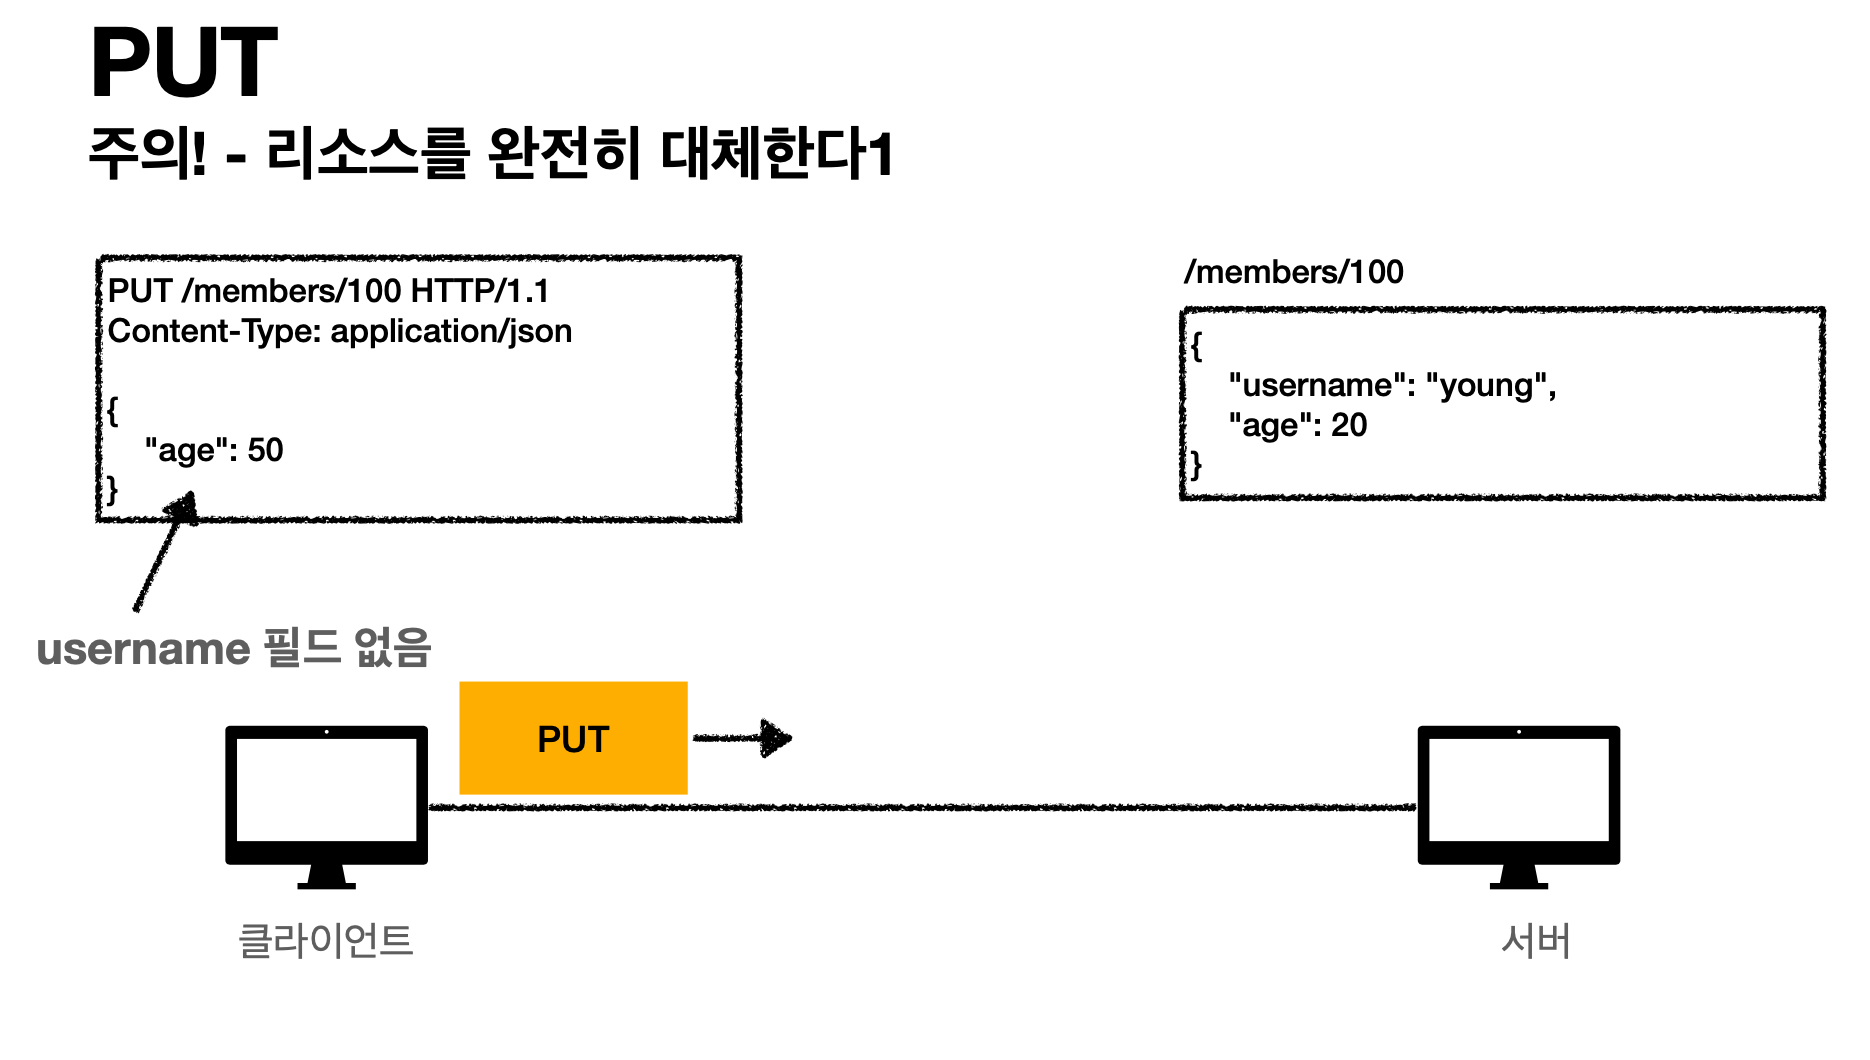 PUT
주의! - 리소스를 완전히 대체한다1
PUT /members/100 HTTP/1.1
Content-Type: application/json
{
"age": 50
}
username 필드 없음
/members/100
{
"username": "young",
"age": 20
}
PUT
클라이언트
서버